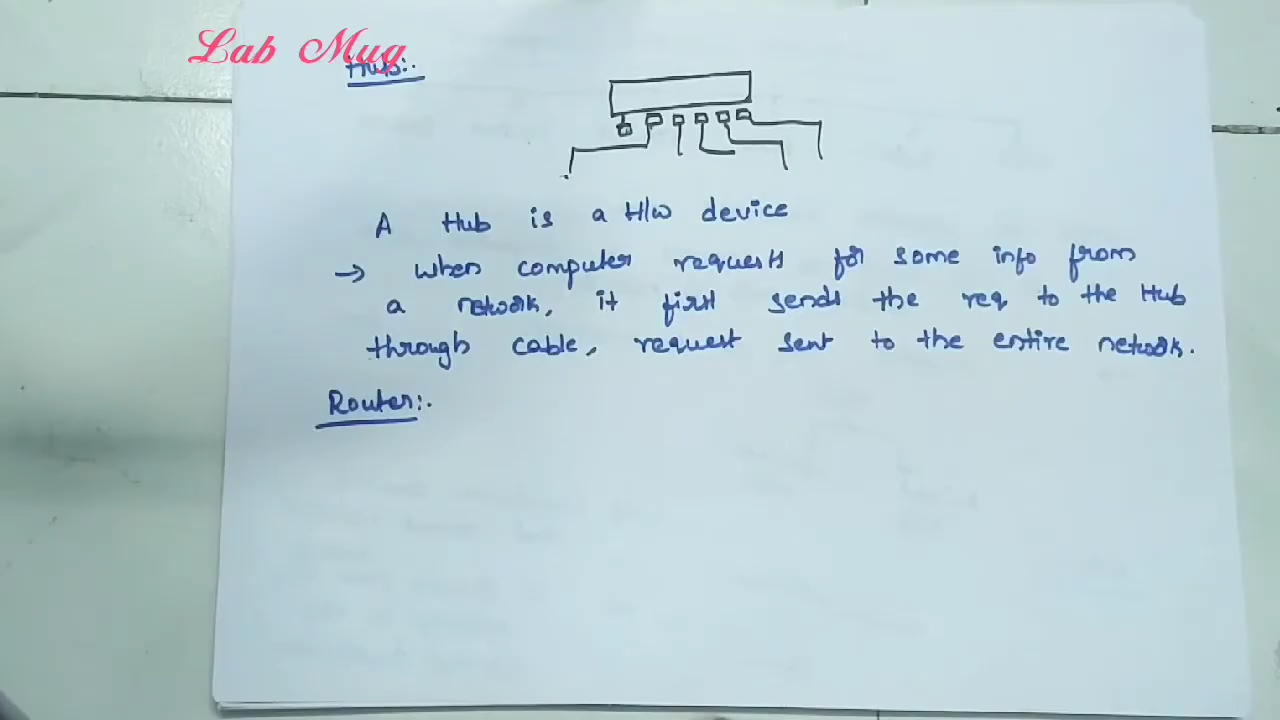 Lab Mug
Hub:.
A Hub is a H/w device
→ When computer requests for some info from
a network, it first sends the req to the Hub
through cable, request sent to the entire network.
Router:.